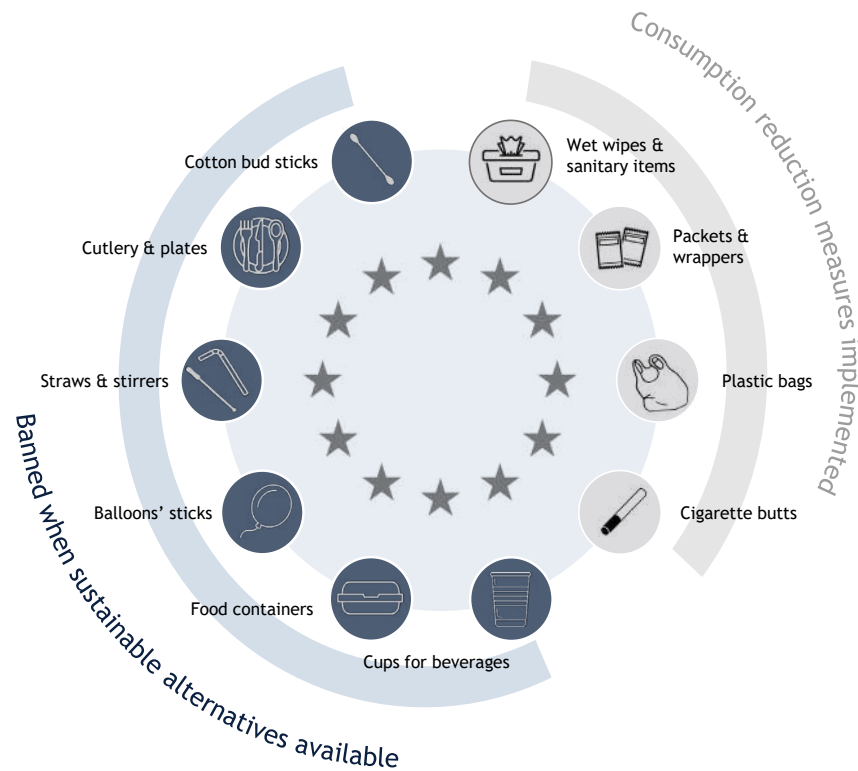 Consumption reduction measures implemented
Cotton bud sticks
Wet wipes &
sanitary items
Cutlery & plates
Packets &
wrappers
Straws & stirrers
Plastic bags
Balloons’ sticks
Cigarette butts
Food containers
Cups for beverages
Banned when sustainable alternatives available